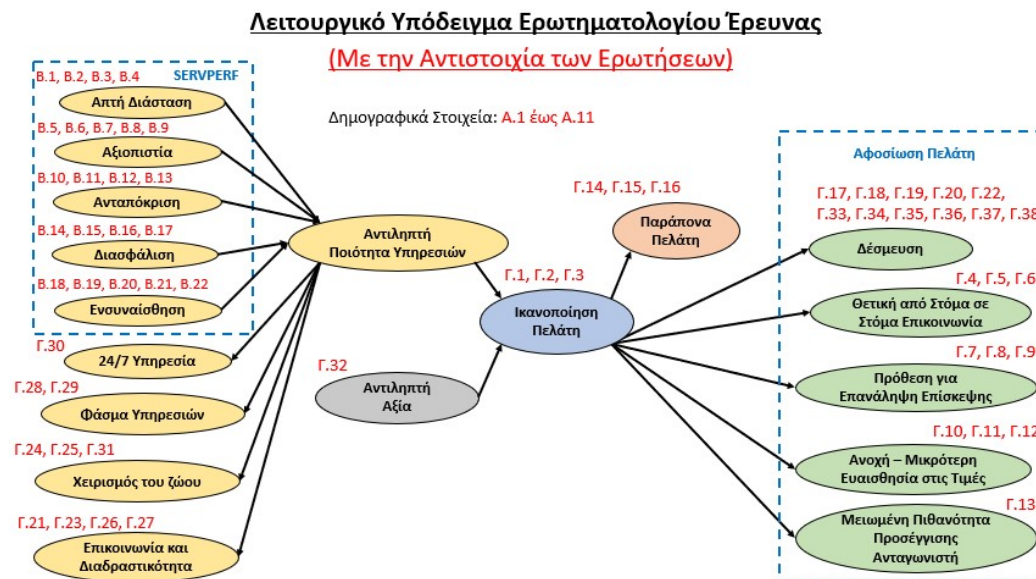 Λειτουργικό Υπόδειγμα Ερωτηματολογίου Έρευνας
(Με την Αντιστοιχία των Ερωτήσεων)
Δημογραφικά Στοιχεία: Α.1 έως Α.11
SERVPERF
Β.1, Β.2, Β.3, Β.4
Απτή Διάσταση
Β.5, Β.6, Β.7, Β.8, Β.9
Αξιοπιστία
Β.10, Β.11, Β.12, Β.13
Ανταπόκριση
Β.14, Β.15, Β.16, Β.17
Διασφάλιση
Β.18, Β.19, Β.20, Β.21, Β.22
Ενσυναίσθηση
Γ.30
24/7 Υπηρεσία
Γ.28, Γ.29
Φάσμα Υπηρεσιών
Γ.24, Γ.25, Γ.31
Χειρισμός του ζώου
Γ.21, Γ.23, Γ.26, Γ.27
Επικοινωνία και
Διαδραστικότητα
Αντιληπτή
Ποιότητα Υπηρεσιών
Γ.32
Αντιληπτή
Αξία
Γ.1, Γ.2, Γ.3
Ικανοποίηση
Πελάτη
Γ.14, Γ.15, Γ.16
Παράπονα
Πελάτη
Αφοσίωση Πελάτη
Γ.17, Γ.18, Γ.19, Γ.20, Γ.22,
Γ.33, Γ.34, Γ.35, Γ.36, Γ.37, Γ.38
Δέσμευση
Γ.4, Γ.5, Γ.6
Θετική από Στόμα σε
Στόμα Επικοινωνία
Γ.7, Γ.8, Γ.9
Πρόθεση για
Επανάληψη Επίσκεψης
Γ.10, Γ.11, Γ.12
Ανοχή – Μικρότερη
Ευαισθησία στις Τιμές
Γ.13
Μειωμένη Πιθανότητα
Προσέγγισης
Ανταγωνιστή